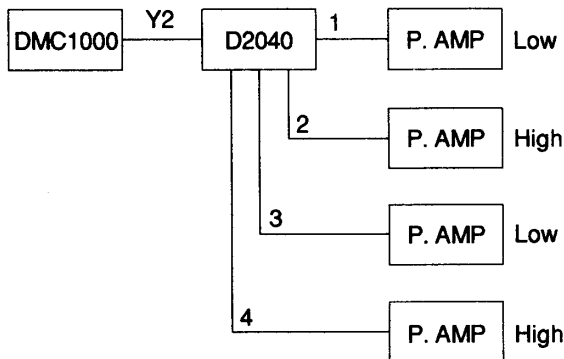 Y2
1
DMC1000
D2040
P. AMP
Low
2
P. AMP
High
3
P. AMP
Low
4
P. AMP
High